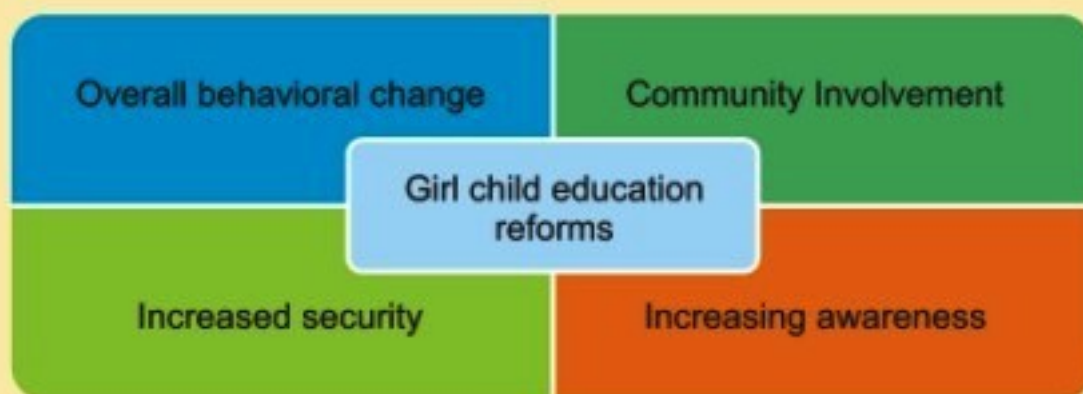 Overall behavioral change
Community Involvement
Girl child education
reforms
Increased security
Increasing awareness